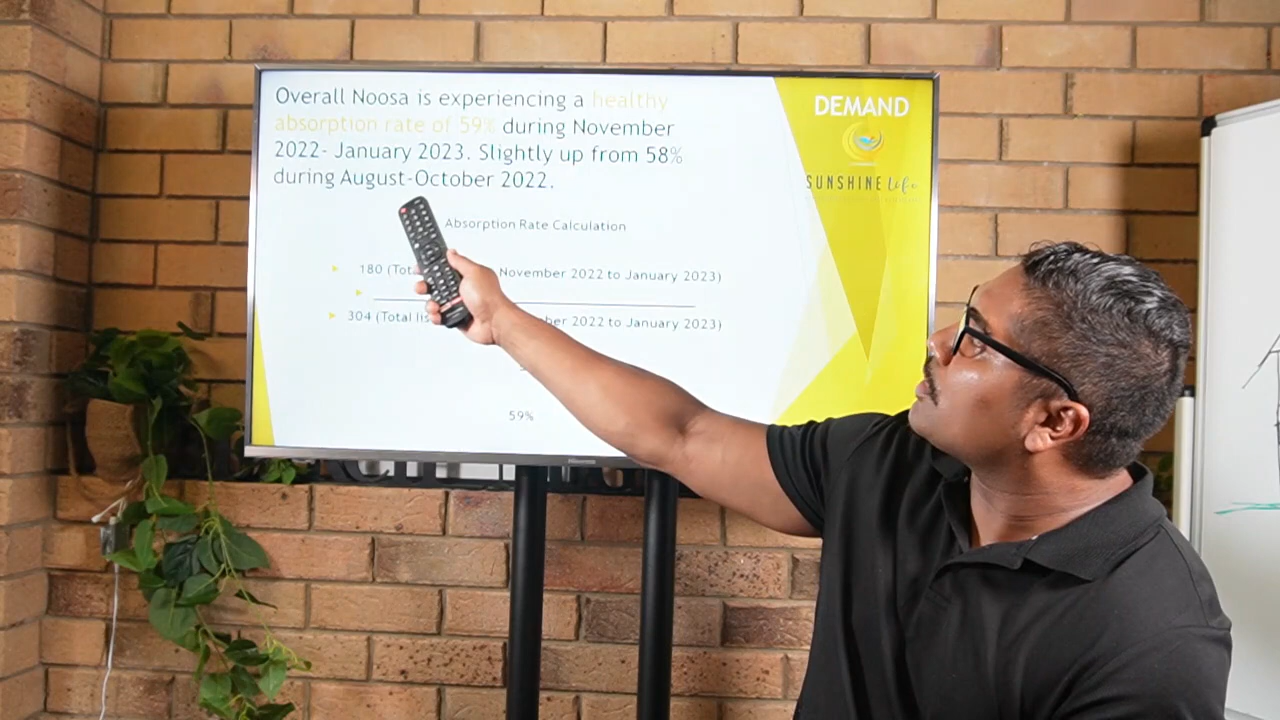 Overall Noosa is experiencing a healthy
absorption rate of 59% during November
2022- January 2023. Slightly up from 58%
during August-October 2022.
DEMAND
SUNSHINE life
Absorption Rate Calculation
180 (Tot November 2022 to January 2023)
304 (Total lis ber 2022 to January 2023)
59%
Hisense